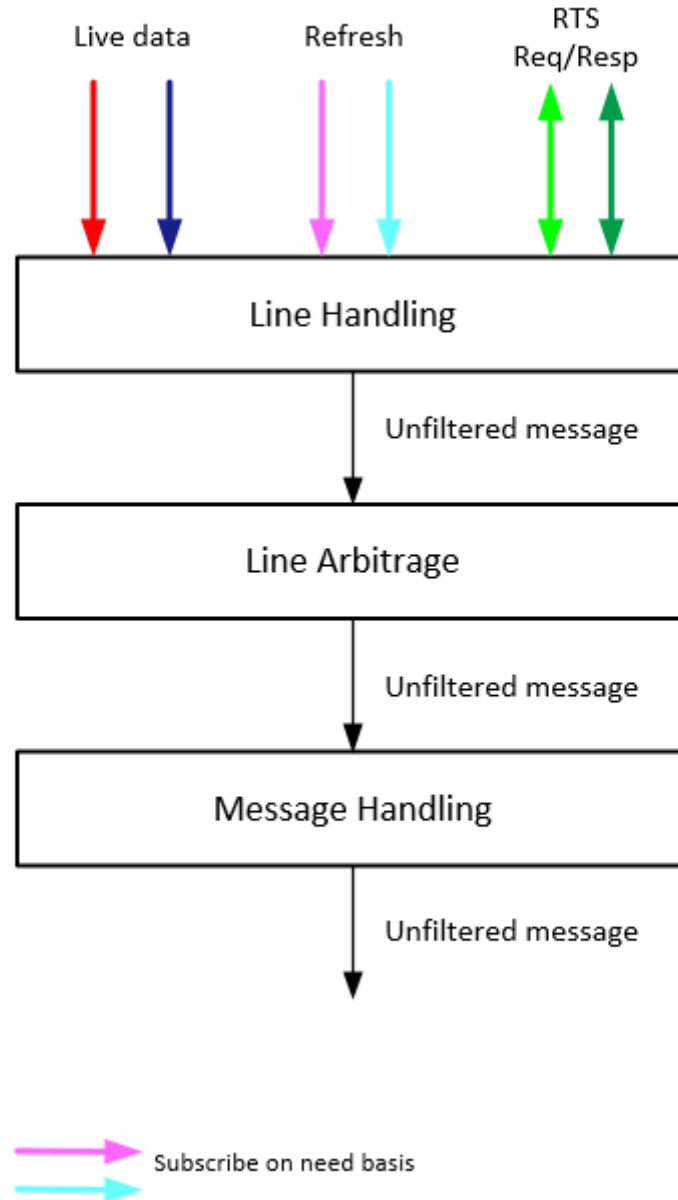 Live data
Refresh
RTS
Req/Resp
Line Handling
Unfiltered message
Line Arbitrage
Unfiltered message
Message Handling
Unfiltered message
Subscribe on need basis